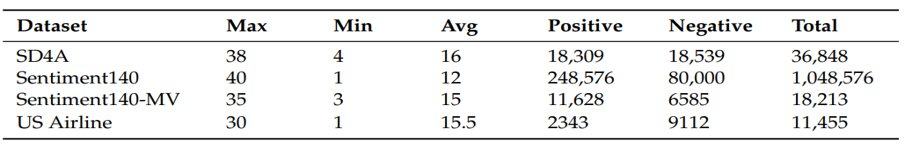 Dataset Max Min Avg Positive Negative Total
SD4A 38 4 16 18,309 18,539 36,848
Sentiment140 40 1 12 248,576 80,000 1,048,576
Sentiment140-MV 35 3 15 11,628 6585 18,213
US Airline 30 1 15.5 2343 9112 11,455